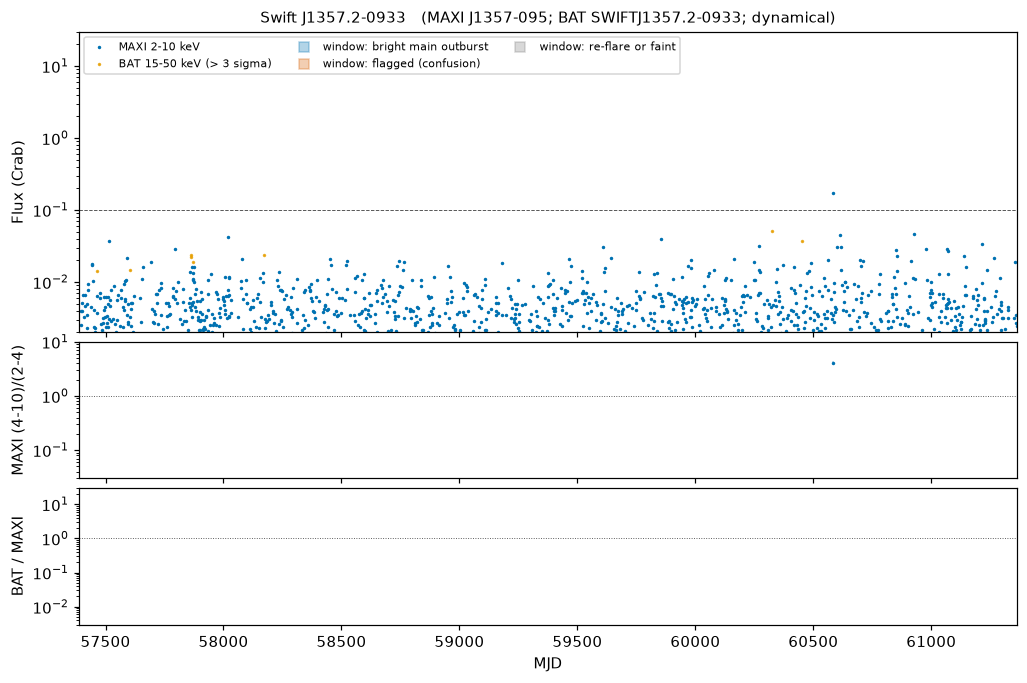 Swift J1357.2-0933 (MAXI J1357-095; BAT SWIFTJ1357.2-0933; dynamical)
MAXI 2-10 keV
BAT 15-50 keV (> 3 sigma)
window: bright main outburst
window: flagged (confusion)
window: re-flare or faint
Flux (Crab)
10¹
10⁰
10⁻¹
10⁻²
MAXI (4-10)/(2-4)
10¹
10⁰
10⁻¹
BAT / MAXI
10¹
10⁰
10⁻¹
10⁻²
57500 58000 58500 59000 59500 60000 60500 61000
MJD